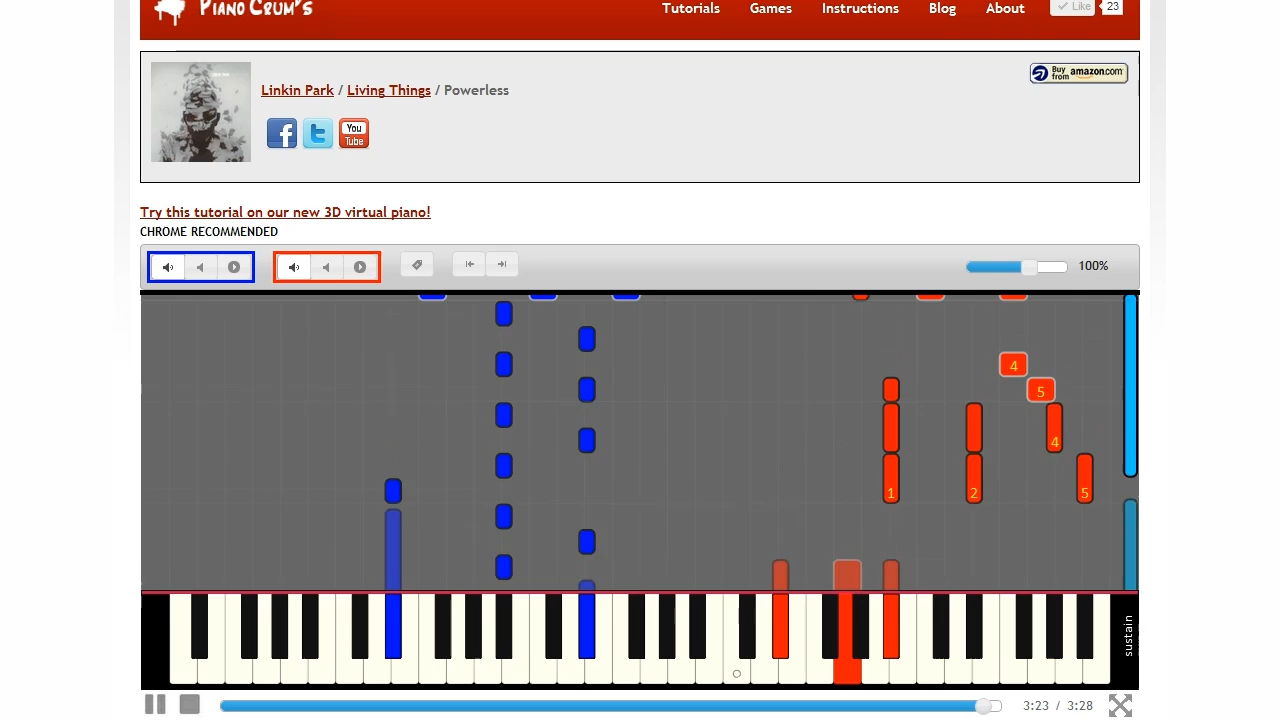 PIANO CRUM'S
Tutorials Games Instructions Blog About Like 23
Buy from amazon.com
Linkin Park / Living Things / Powerless
You Tube
Try this tutorial on our new 3D virtual piano!
CHROME RECOMMENDED
100%
4
5
4
1 2 5
sustain
3:23 / 3:28